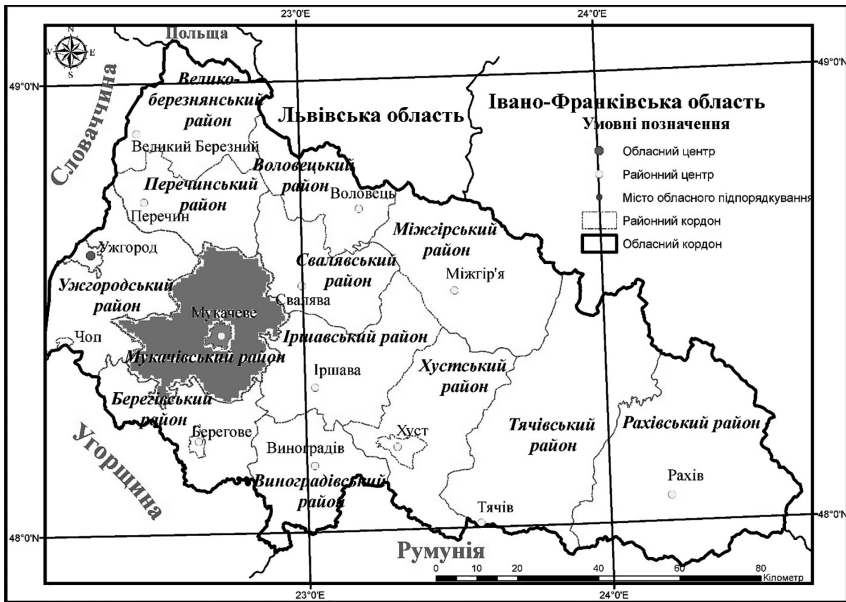 23°0'E
24°0'E
N
W
E
S
Польща
49°0'N
49°0'N
Словаччина
Велико-
березнянський
район
Львівська область
Івано-Франківська область
Умовні позначення
Обласний центр
Районний центр
Місто обласного підпорядкування
Районний кордон
Обласний кордон
Великий Березний
Воловецький
район
Воловець
Перечинський
район
Перечин
Міжгірський
район
Міжгір'я
Ужгород
Свалявський
район
Свалява
Ужгородський
район
Мукачеве
Чоп
Мукачівський район
Іршавський район
Іршава
Хустський
район
Берегівський
район
Берегове
Виноградів
Виноградівський
район
Хуст
Тячівський
район
Рахівський район
Рахів
Тячів
Угорщина
Румунія
48°0'N
48°0'N
0
20
40
60
80
Кілометр
23°0'E
24°0'E